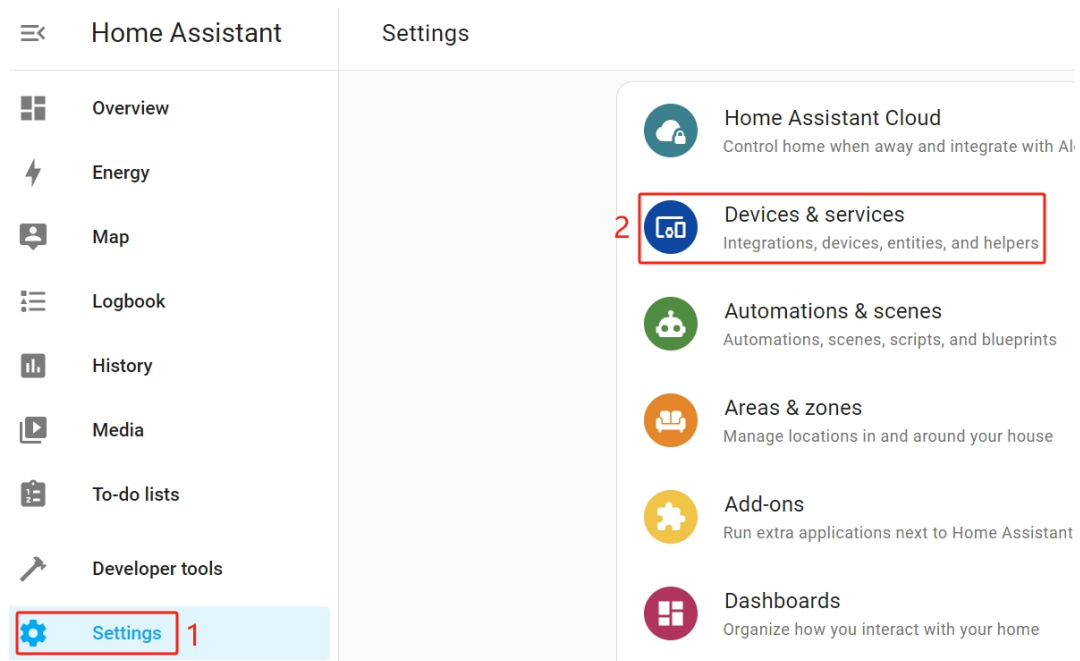 Home Assistant
Settings
Overview
Energy
Map
Logbook
History
Media
To-do lists
Developer tools
Settings 1
Home Assistant Cloud
Control home when away and integrate with
2
Devices & services
Integrations, devices, entities, and helpers
Automations & scenes
Automations, scenes, scripts, and blueprints
Areas & zones
Manage locations in and around your house
Add-ons
Run extra applications next to Home Assistant
Dashboards
Organize how you interact with your home